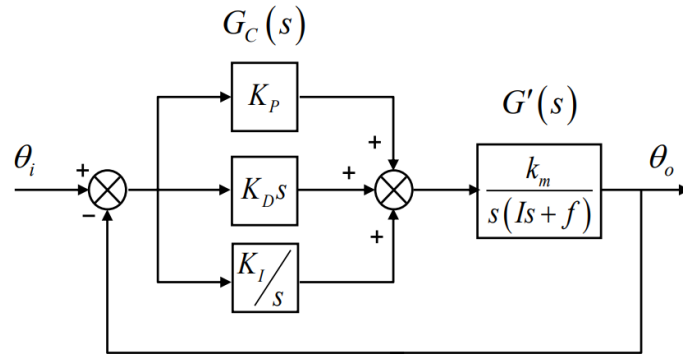 G_C(s)
K_P
G′(s)
+
θ_i
+
k_m
θ_o
K_D s
+
s(Is + f)
−
+
K_I/s